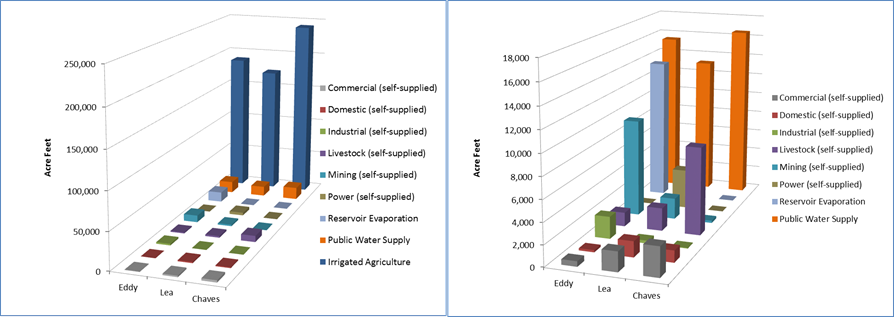 250,000
200,000
150,000
100,000
50,000
0
Acre Feet
Eddy
Lea
Chaves
Commercial (self-supplied)
Domestic (self-supplied)
Industrial (self-supplied)
Livestock (self-supplied)
Mining (self-supplied)
Power (self-supplied)
Reservoir Evaporation
Public Water Supply
Irrigated Agriculture
18,000
16,000
14,000
12,000
10,000
8,000
6,000
4,000
2,000
0
Acre Feet
Eddy
Lea
Chaves
Commercial (self-supplied)
Domestic (self-supplied)
Industrial (self-supplied)
Livestock (self-supplied)
Mining (self-supplied)
Power (self-supplied)
Reservoir Evaporation
Public Water Supply